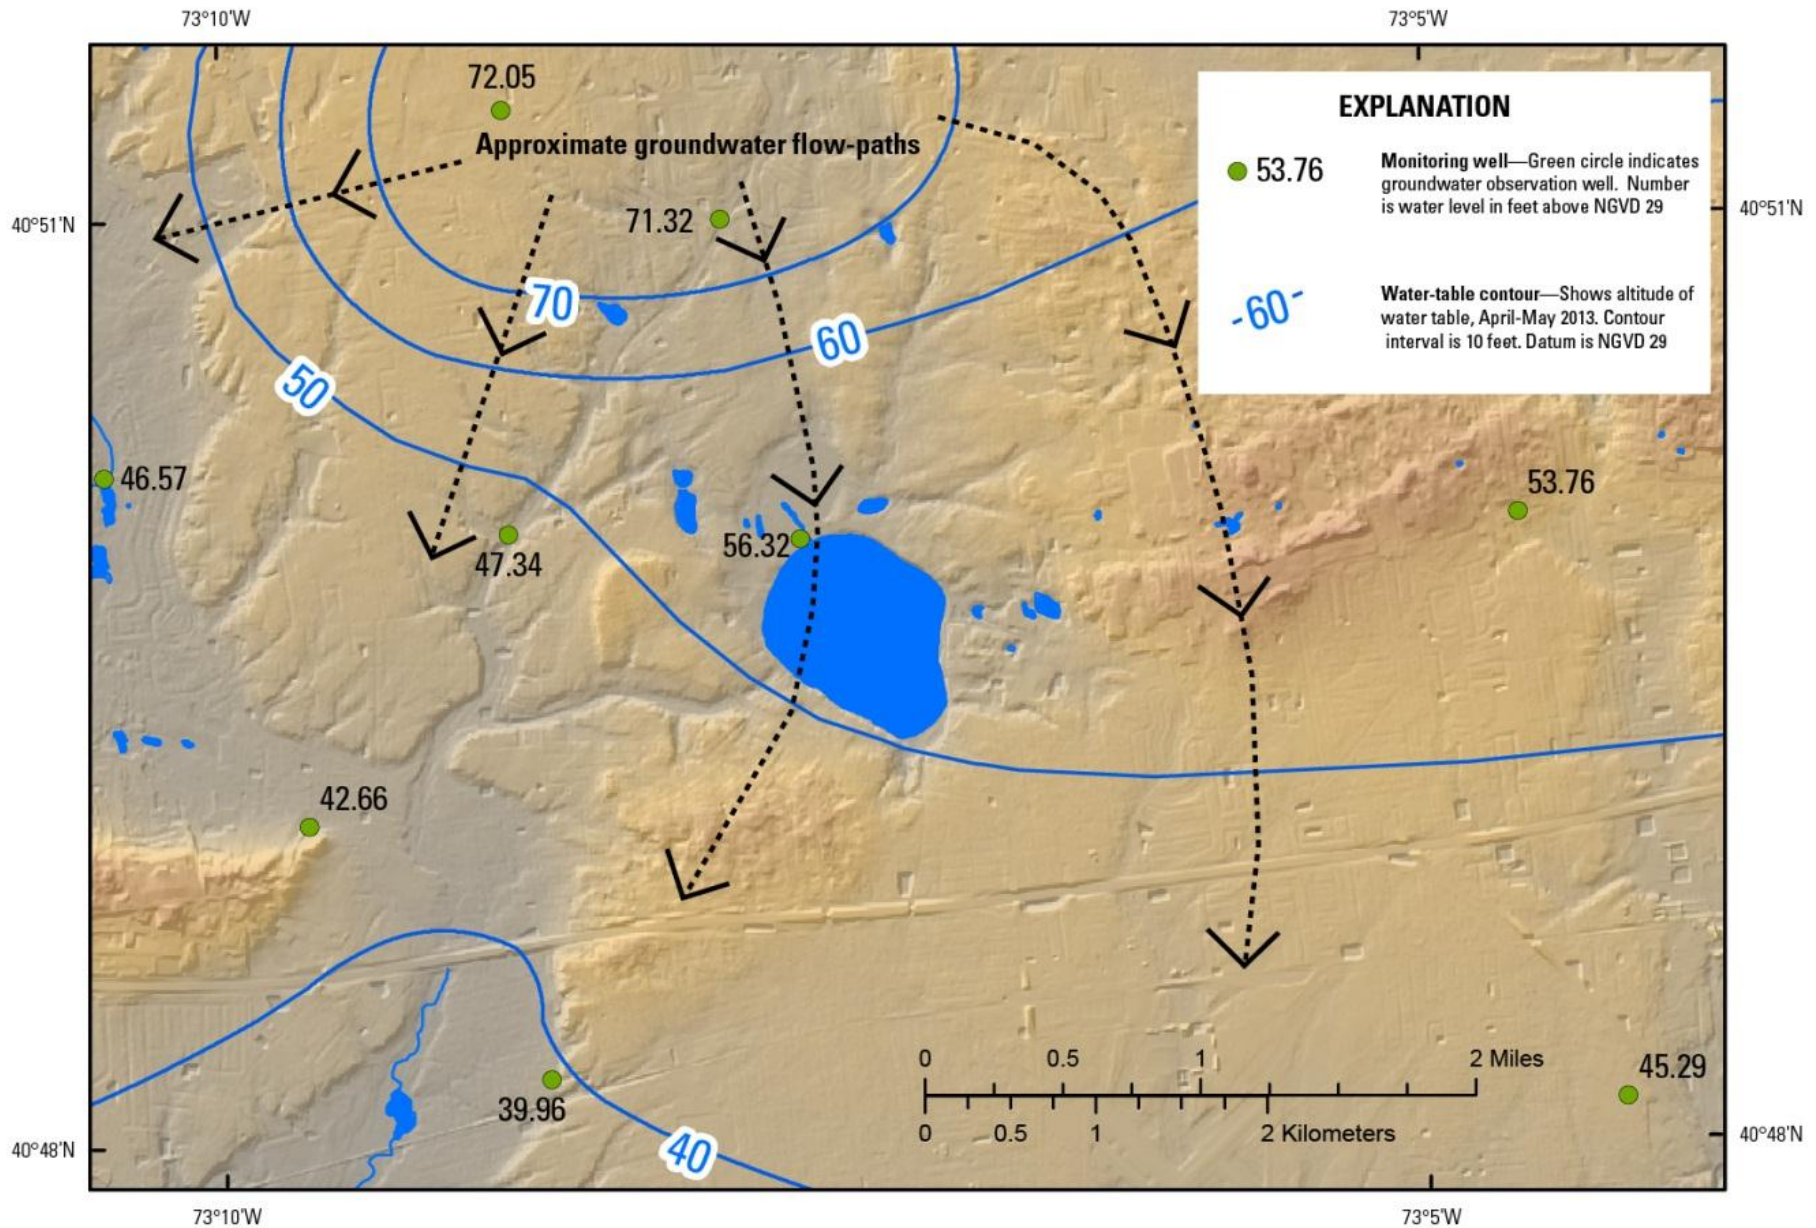 73°10'W
73°5'W
72.05
Approximate groundwater flow-paths
40°51'N
71.32
70
60
50
46.57
47.34
56.32
53.76
42.66
39.96
40
45.29
EXPLANATION
53.76
Monitoring well—Green circle indicates
groundwater observation well. Number
is water level in feet above NGVD 29
-60-
Water-table contour—Shows altitude of
water table, April-May 2013. Contour
interval is 10 feet. Datum is NGVD 29
40°51'N
0 0.5 1 2 Miles
0 0.5 1 2 Kilometers
40°48'N
40°48'N
73°10'W
73°5'W